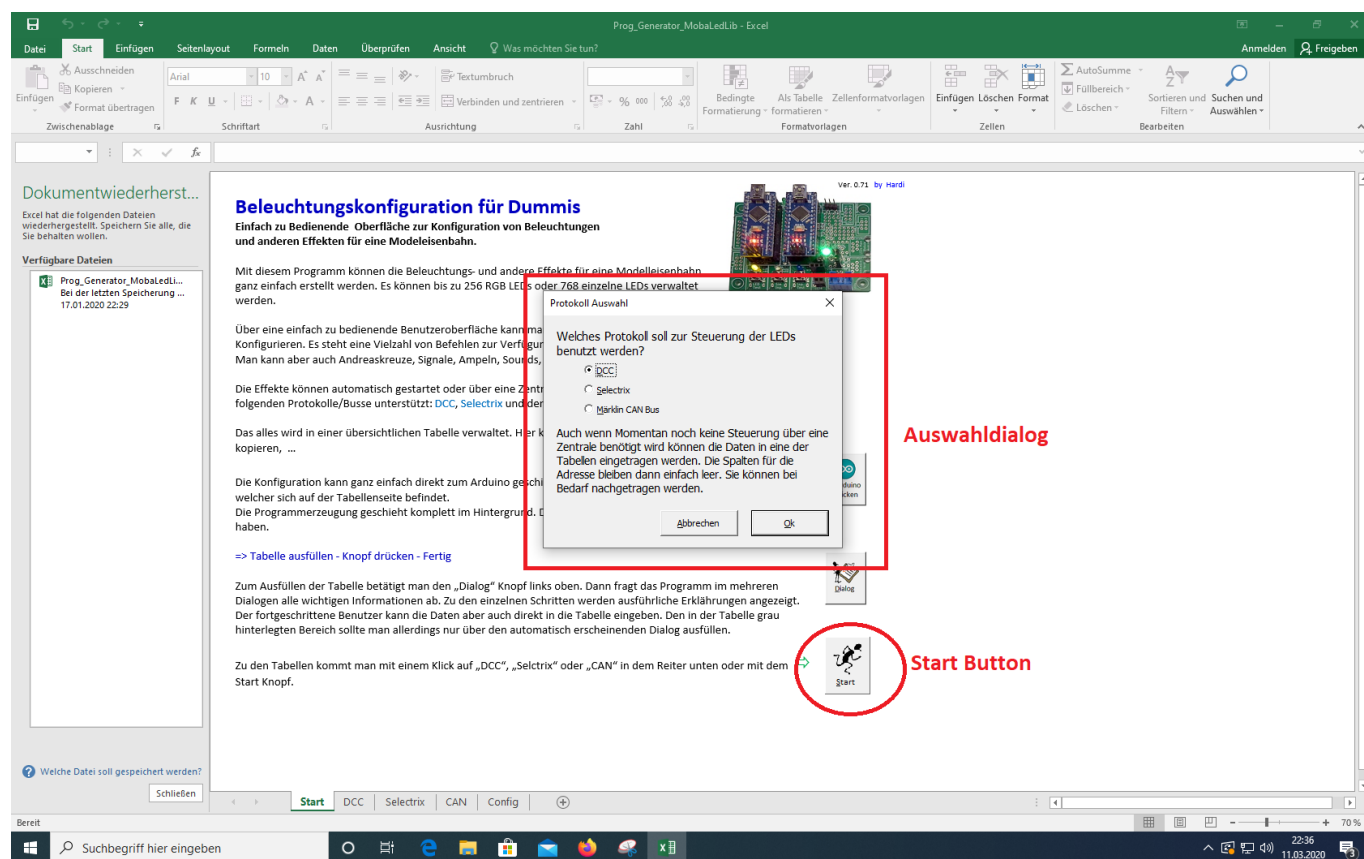 Prog_Generator_MobaLedLib - Excel
Datei Start Einfügen Seitenlayout Formeln Daten Überprüfen Ansicht Was möchten Sie tun? Anmelden Freigeben
Einfügen
Ausschneiden
Kopieren
Format übertragen
Zwischenablage
Arial 10
F K U
Schriftart
Textumbruch
Verbinden und zentrieren
Ausrichtung
% 000
Zahl
Bedingte Formatierung
Als Tabelle formatieren
Zellenformatvorlagen
Formatvorlagen
Einfügen Löschen Format
Zellen
AutoSumme
Füllbereich
Löschen
Sortieren und Filtern
Suchen und Auswählen
Bearbeiten
fx
Dokumentwiederherst...
Excel hat die folgenden Dateien
wiederhergestellt. Speichern Sie alle, die
Sie behalten wollen.
Verfügbare Dateien
Prog_Generator_MobaLedLi...
Bei der letzten Speicherung ...
17.01.2020 22:29
Welche Datei soll gespeichert werden?
Schließen
Ver. 0.71 by Hardi
Beleuchtungskonfiguration für Dummis
Einfach zu Bedienende Oberfläche zur Konfiguration von Beleuchtungen
und anderen Effekten für eine Modeleisenbahn.
Mit diesem Programm können die Beleuchtungs- und andere Effekte für eine Modelleisenbahn
ganz einfach erstellt werden. Es können bis zu 256 RGB LEDs oder 768 einzelne LEDs verwaltet
werden.
Über eine einfach zu bedienende Benutzeroberfläche kann ma
Konfigurieren. Es steht eine Vielzahl von Befehlen zur Verfügun
Man kann aber auch Andreaskreuze, Signale, Ampeln, Sounds,
Die Effekte können automatisch gestartet oder über eine Zentr
folgenden Protokolle/Busse unterstützt: DCC, Selectrix und der
Das alles wird in einer übersichtlichen Tabelle verwaltet. Hier k
kopieren, ...
Die Konfiguration kann ganz einfach direkt zum Arduino geschi
welcher sich auf der Tabellenseite befindet.
Die Programmerzeugung geschieht komplett im Hintergrund. D
haben.
=> Tabelle ausfüllen - Knopf drücken - Fertig
Zum Ausfüllen der Tabelle betätigt man den „Dialog“ Knopf links oben. Dann fragt das Programm im mehreren
Dialogen alle wichtigen Informationen ab. Zu den einzelnen Schritten werden ausführliche Erklährungen angezeigt.
Der fortgeschrittene Benutzer kann die Daten aber auch direkt in die Tabelle eingeben. Den in der Tabelle grau
hinterlegten Bereich sollte man allerdings nur über den automatisch erscheinenden Dialog ausfüllen.
Zu den Tabellen kommt man mit einem Klick auf „DCC“, „Selctrix“ oder „CAN“ in dem Reiter unten oder mit dem
Start Knopf.
Protokoll Auswahl
Welches Protokoll soll zur Steuerung der LEDs
benutzt werden?
DCC
Selectrix
Märklin CAN Bus
Auch wenn Momentan noch keine Steuerung über eine
Zentrale benötigt wird können die Daten in eine der
Tabellen eingetragen werden. Die Spalten für die
Adresse bleiben dann einfach leer. Sie können bei
Bedarf nachgetragen werden.
Abbrechen Ok
Auswahldialog
Dialog
Start
Start Button
Start DCC Selectrix CAN Config
Bereit
70 %
Suchbegriff hier eingeben
22:36
11.03.2020
3